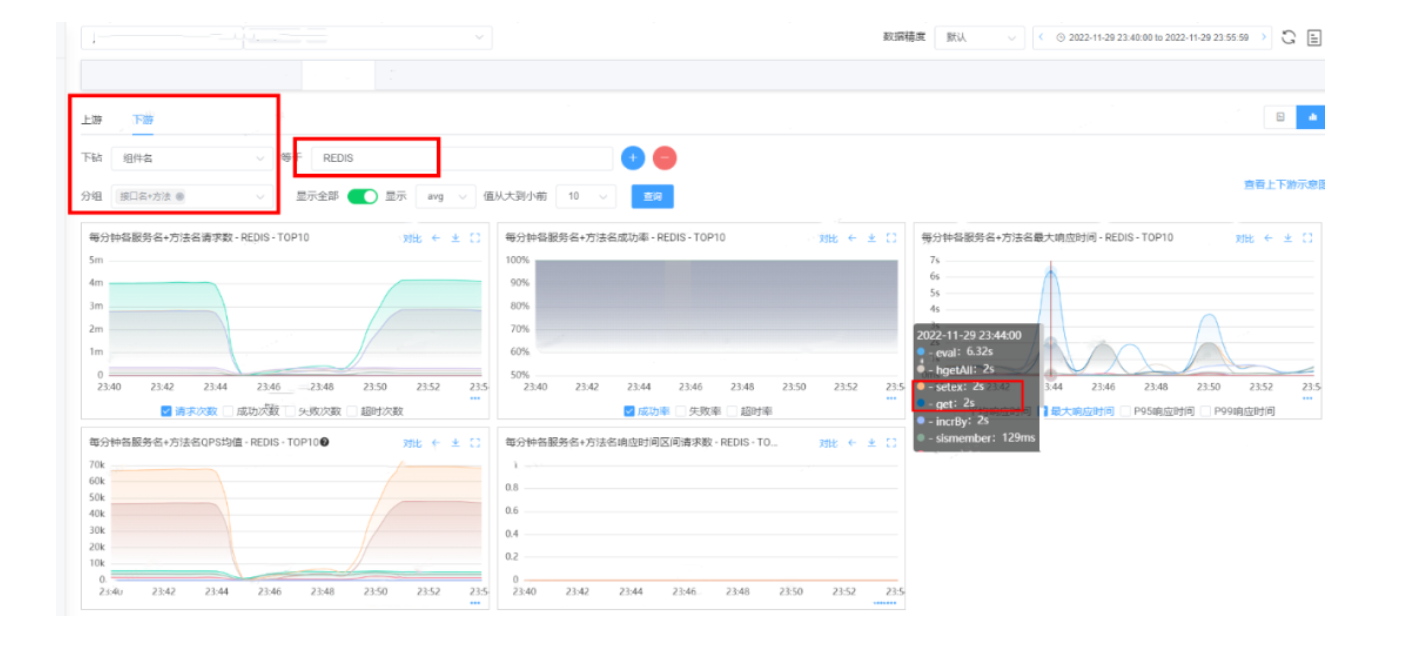 数据精度 默认 2022-11-29 23:40:00 to 2022-11-29 23:55:59
上游 下游
下钻 组件名 等于 REDIS
查看上下游示意图
分组 接口名+方法 显示全部 显示 avg 值从大到小前 10 查询
每分钟各服务名+方法名请求数 - REDIS - TOP10 对比
5m
4m
3m
2m
1m
0
23:40 23:42 23:44 23:46 23:48 23:50 23:52 23:5
请求次数 成功次数 失败次数 超时次数
每分钟各服务名+方法名成功率 - REDIS - TOP10 对比
100%
90%
80%
70%
60%
50%
23:40 23:42 23:44 23:46 23:48 23:50 23:52 23:5
成功率 失败率 超时率
每分钟各服务名+方法名最大响应时间 - REDIS - TOP10 对比
7s
6s
5s
4s
3s
2022-11-29 23:44:00
- eval: 6.32s
- hgetAll: 2s
- setex: 2s
- get: 2s
- incrBy: 2s
- sismember: 129ms
23:42 3:44 23:46 23:48 23:50 23:52 23:5
响应时间 最大响应时间 P95响应时间 P99响应时间
每分钟各服务名+方法名QPS均值 - REDIS - TOP10 对比
70k
60k
50k
40k
30k
20k
10k
0
23:40 23:42 23:44 23:46 23:48 23:50 23:52 23:5
每分钟各服务名+方法名响应时间区间请求数 - REDIS - TO... 对比
1
0.8
0.6
0.4
0.2
0
23:40 23:42 23:44 23:46 23:48 23:50 23:52 23:5